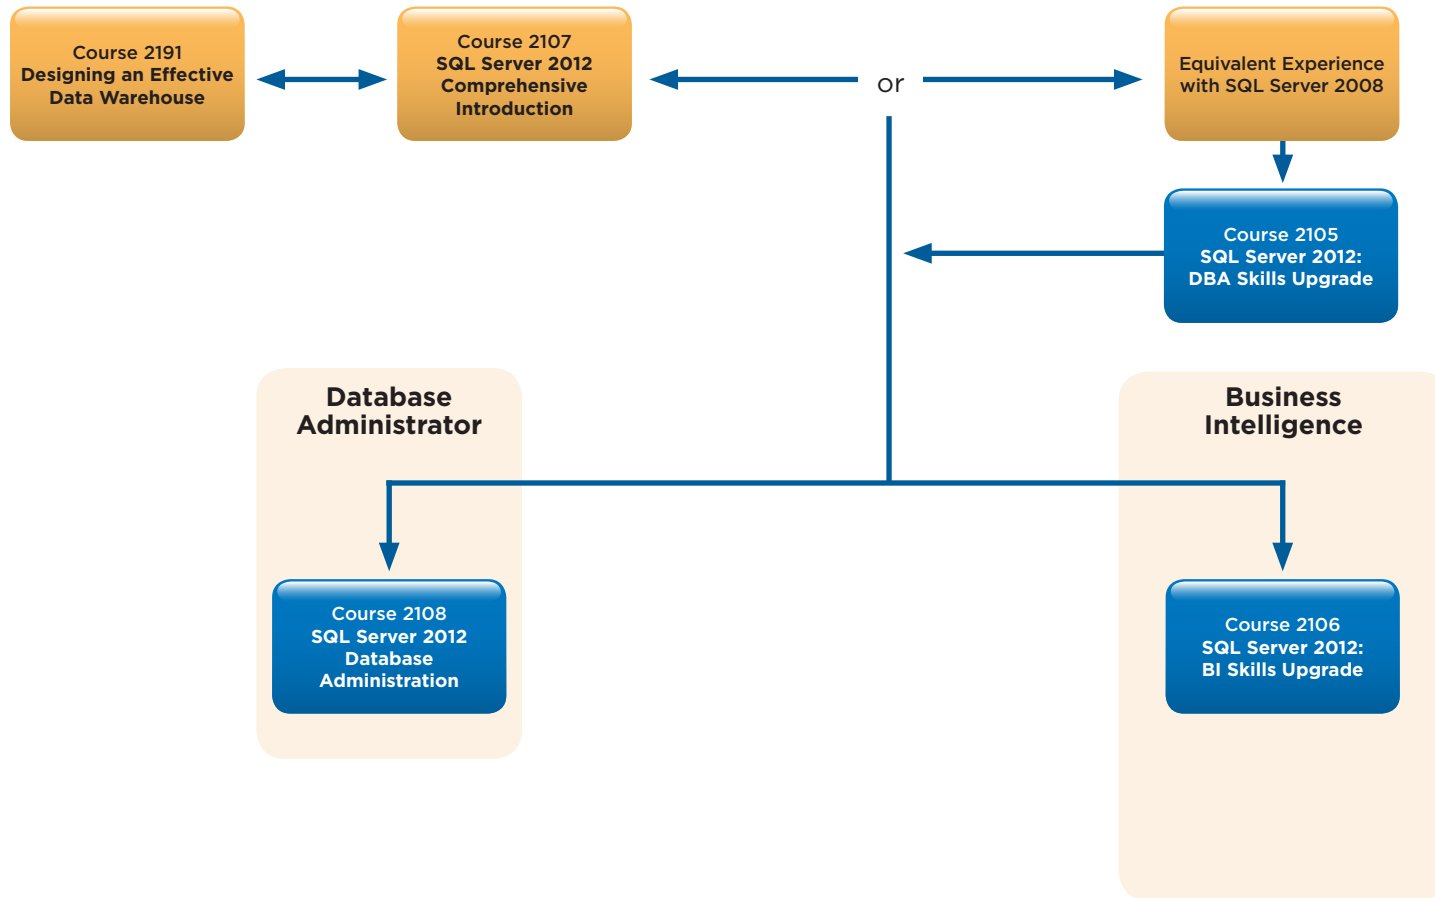 Course 2191
Designing an Effective
Data Warehouse
Course 2107
SQL Server 2012
Comprehensive
Introduction
or
Equivalent Experience
with SQL Server 2008
Course 2105
SQL Server 2012:
DBA Skills Upgrade
Database
Administrator
Business
Intelligence
Course 2108
SQL Server 2012
Database
Administration
Course 2106
SQL Server 2012:
BI Skills Upgrade